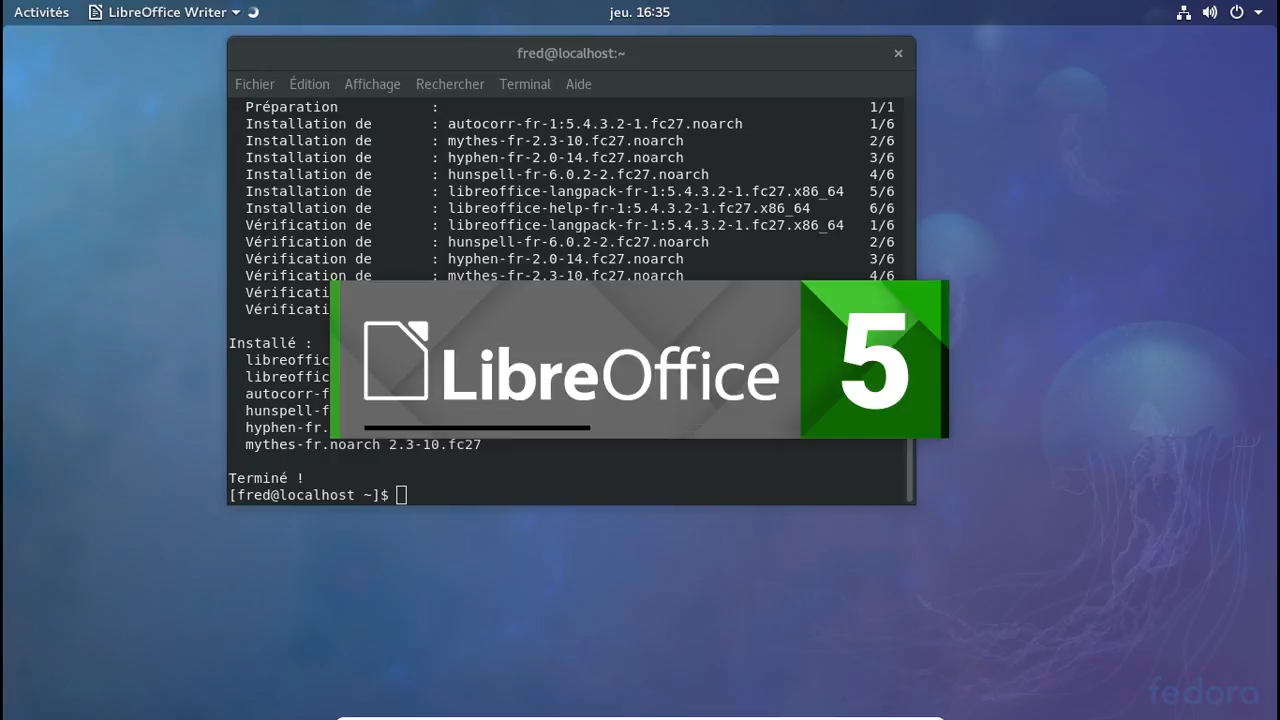 Activités LibreOffice Writer jeu. 16:35
fred@localhost:~
Fichier Édition Affichage Rechercher Terminal Aide
Préparation : 1/1
Installation de : autocorr-fr-1:5.4.3.2-1.fc27.noarch 1/6
Installation de : mythes-fr-2.3-10.fc27.noarch 2/6
Installation de : hyphen-fr-2.0-14.fc27.noarch 3/6
Installation de : hunspell-fr-6.0.2-2.fc27.noarch 4/6
Installation de : libreoffice-langpack-fr-1:5.4.3.2-1.fc27.x86_64 5/6
Installation de : libreoffice-help-fr-1:5.4.3.2-1.fc27.x86_64 6/6
Vérification de : libreoffice-langpack-fr-1:5.4.3.2-1.fc27.x86_64 1/6
Vérification de : hunspell-fr-6.0.2-2.fc27.noarch 2/6
Vérification de : hyphen-fr-2.0-14.fc27.noarch 3/6
Vérification de : mythes-fr-2.3-10.fc27.noarch 4/6
Vérificati
Vérificati
Installé :
libreoffic
libreoffic
autocorr-f
hunspell-f
hyphen-fr.
mythes-fr.noarch 2.3-10.fc27
LibreOffice 5
Terminé !
[fred@localhost ~]$
fedora